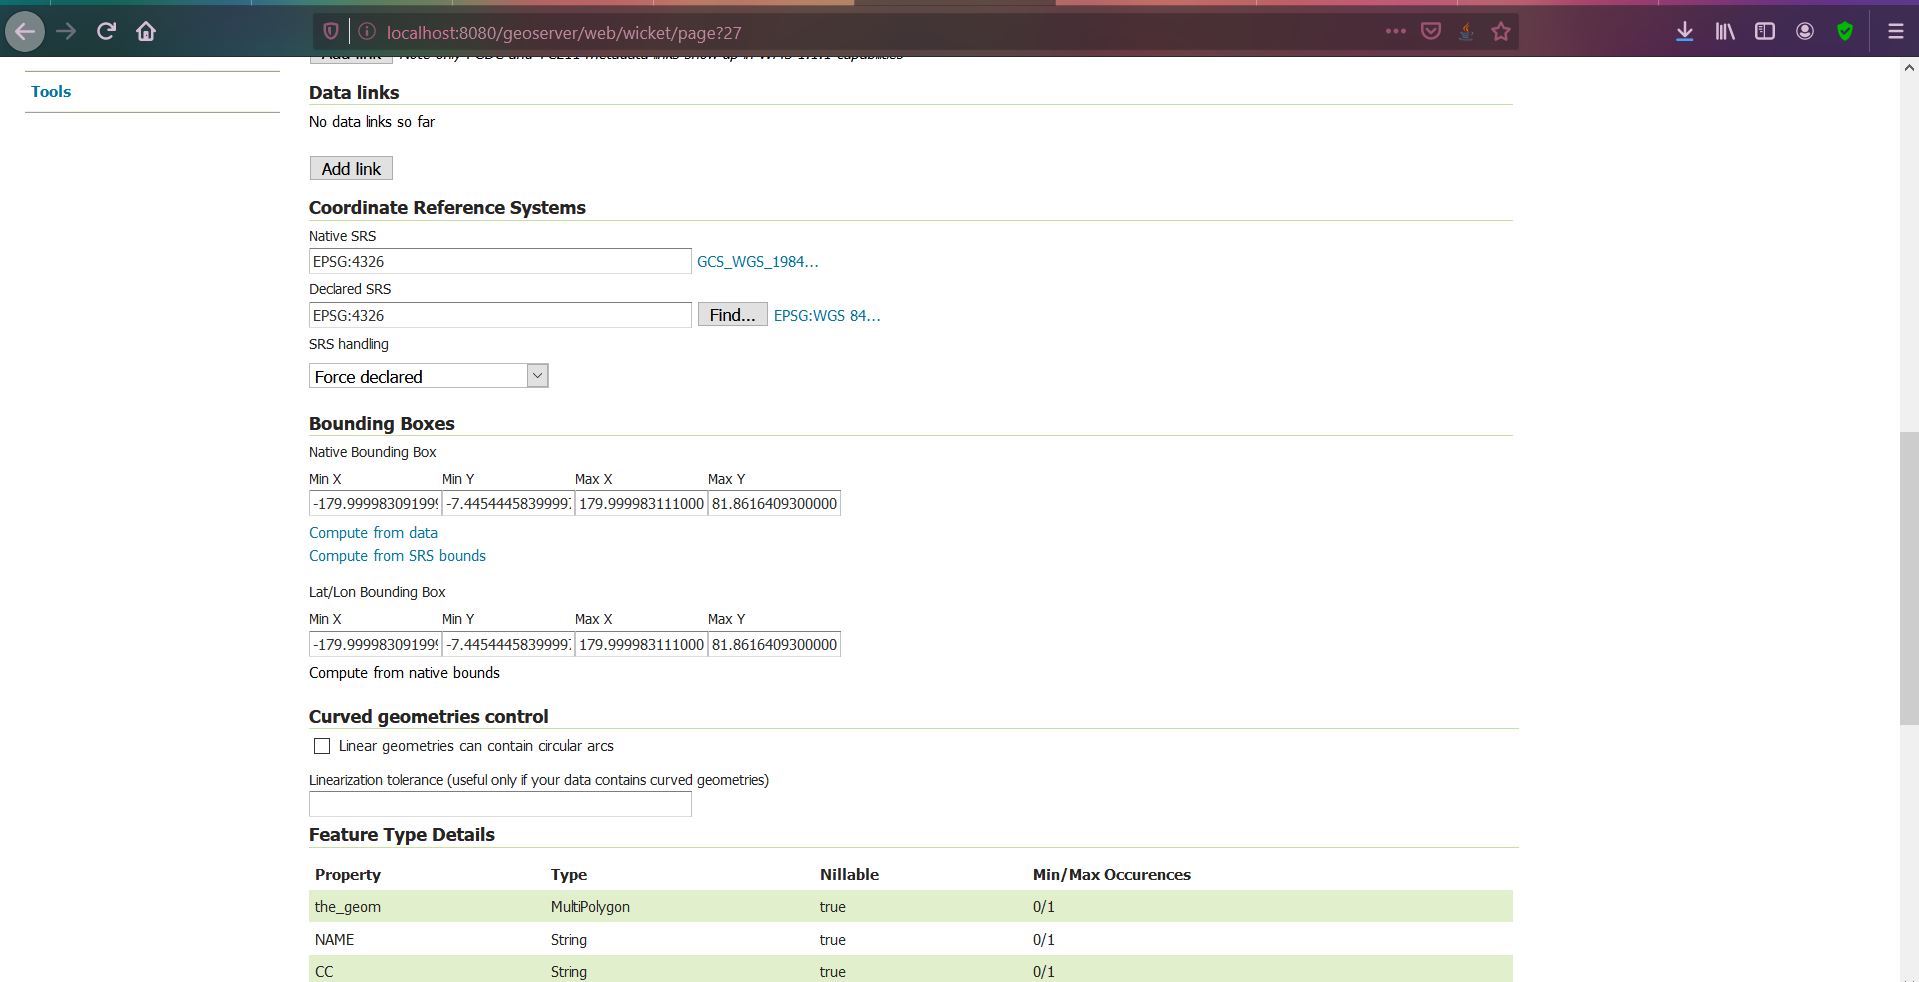 localhost:8080/geoserver/web/wicket/page?27
Tools
Data links
No data links so far
Add link
Coordinate Reference Systems
Native SRS
EPSG:4326 GCS_WGS_1984...
Declared SRS
EPSG:4326 Find... EPSG:WGS 84...
SRS handling
Force declared
Bounding Boxes
Native Bounding Box
Min X Min Y Max X Max Y
-179.99998309199 -7.4454445839999 179.999983111000 81.8616409300000
Compute from data
Compute from SRS bounds
Lat/Lon Bounding Box
Min X Min Y Max X Max Y
-179.99998309199 -7.4454445839999 179.999983111000 81.8616409300000
Compute from native bounds
Curved geometries control
Linear geometries can contain circular arcs
Linearization tolerance (useful only if your data contains curved geometries)
Feature Type Details
Property Type Nillable Min/Max Occurences
the_geom MultiPolygon true 0/1
NAME String true 0/1
CC String true 0/1